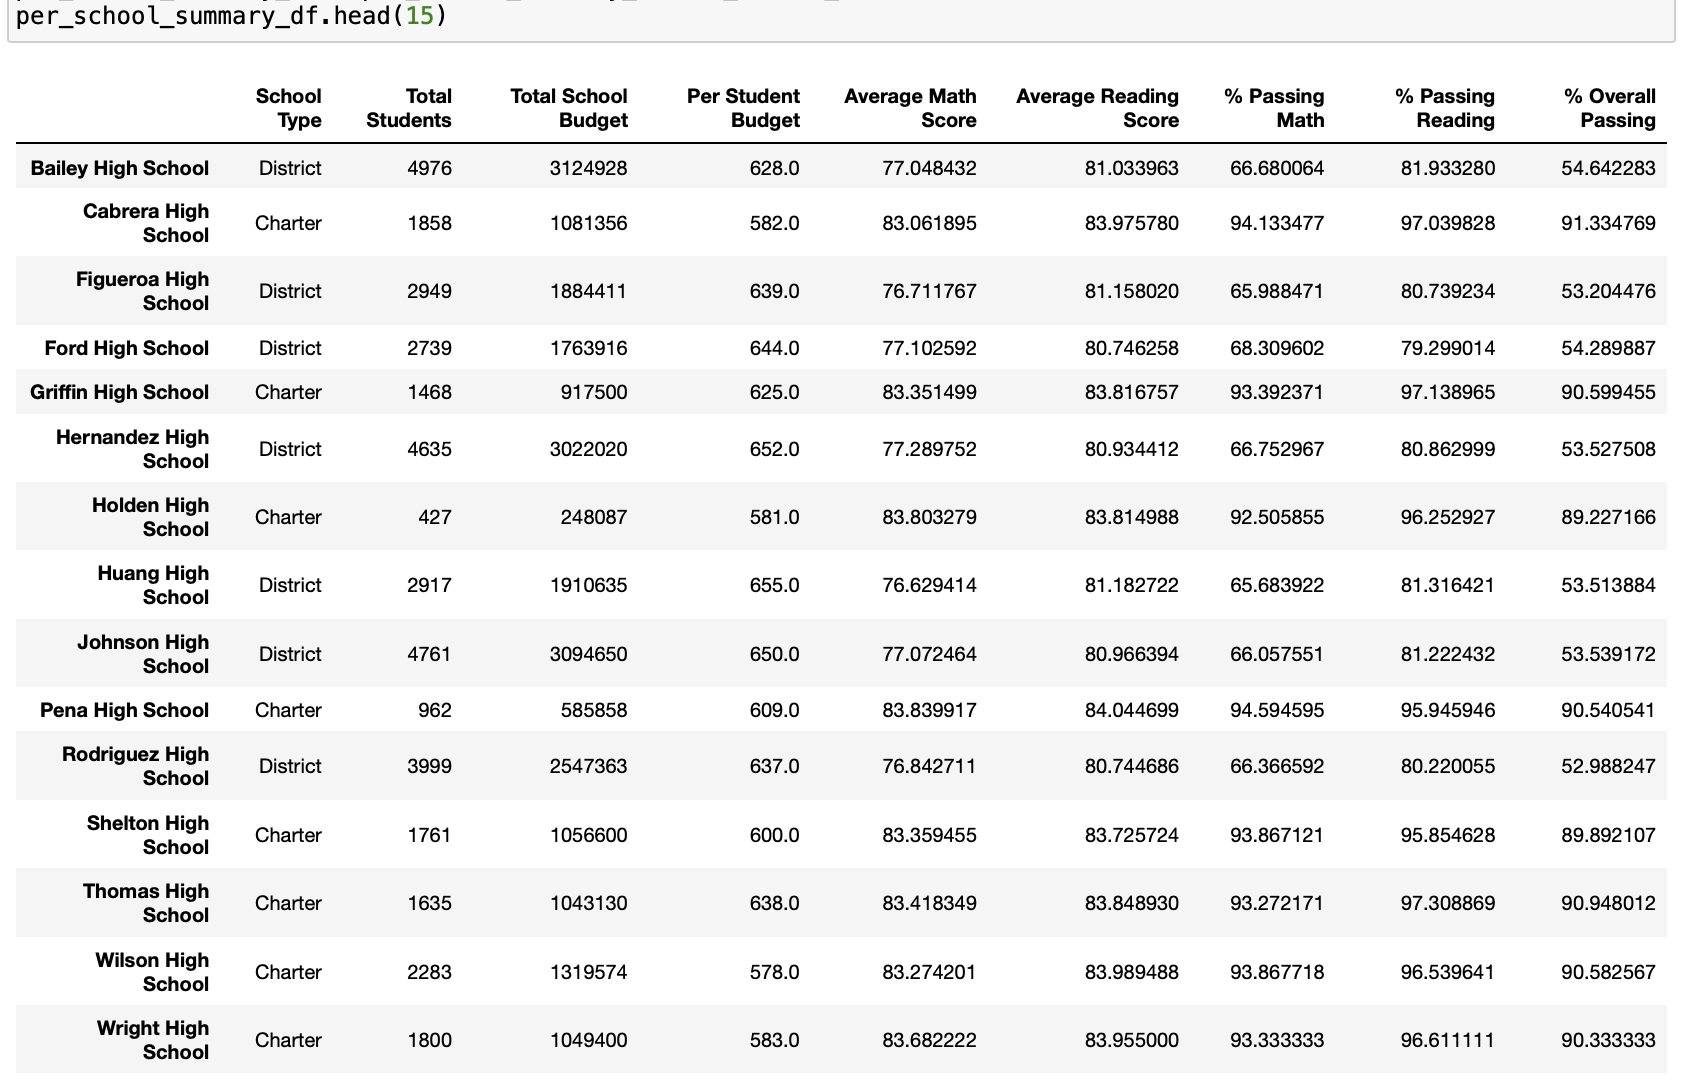 per_school_summary_df.head(15)
School Type Total Students Total School Budget Per Student Budget Average Math Score Average Reading Score % Passing Math % Passing Reading % Overall Passing
Bailey High School District 4976 3124928 628.0 77.048432 81.033963 66.680064 81.933280 54.642283
Cabrera High School Charter 1858 1081356 582.0 83.061895 83.975780 94.133477 97.039828 91.334769
Figueroa High School District 2949 1884411 639.0 76.711767 81.158020 65.988471 80.739234 53.204476
Ford High School District 2739 1763916 644.0 77.102592 80.746258 68.309602 79.299014 54.289887
Griffin High School Charter 1468 917500 625.0 83.351499 83.816757 93.392371 97.138965 90.599455
Hernandez High School District 4635 3022020 652.0 77.289752 80.934412 66.752967 80.862999 53.527508
Holden High School Charter 427 248087 581.0 83.803279 83.814988 92.505855 96.252927 89.227166
Huang High School District 2917 1910635 655.0 76.629414 81.182722 65.683922 81.316421 53.513884
Johnson High School District 4761 3094650 650.0 77.072464 80.966394 66.057551 81.222432 53.539172
Pena High School Charter 962 585858 609.0 83.839917 84.044699 94.594595 95.945946 90.540541
Rodriguez High School District 3999 2547363 637.0 76.842711 80.744686 66.366592 80.220055 52.988247
Shelton High School Charter 1761 1056600 600.0 83.359455 83.725724 93.867121 95.854628 89.892107
Thomas High School Charter 1635 1043130 638.0 83.418349 83.848930 93.272171 97.308869 90.948012
Wilson High School Charter 2283 1319574 578.0 83.274201 83.989488 93.867718 96.539641 90.582567
Wright High School Charter 1800 1049400 583.0 83.682222 83.955000 93.333333 96.611111 90.333333